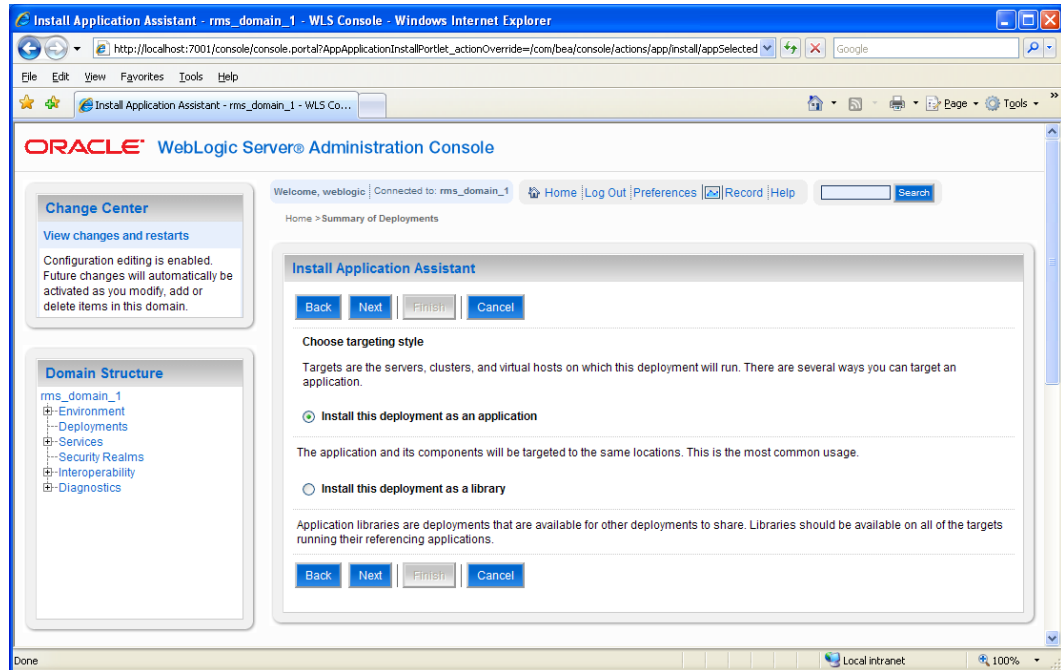 Install Application Assistant - rms_domain_1 - WLS Console - Windows Internet Explorer
http://localhost:7001/console/console.portal?AppApplicationInstallPortlet_actionOverride=/com/bea/console/actions/app/install/appSelected
Google
File Edit View Favorites Tools Help
Install Application Assistant - rms_domain_1 - WLS Co...
Page Tools »
ORACLE WebLogic Server® Administration Console
Change Center
View changes and restarts
Configuration editing is enabled.
Future changes will automatically be
activated as you modify, add or
delete items in this domain.
Domain Structure
rms_domain_1
Environment
Deployments
Services
Security Realms
Interoperability
Diagnostics
Welcome, weblogic Connected to: rms_domain_1 Home Log Out Preferences Record Help Search
Home >Summary of Deployments
Install Application Assistant
Back Next Finish Cancel
Choose targeting style
Targets are the servers, clusters, and virtual hosts on which this deployment will run. There are several ways you can target an
application.
Install this deployment as an application
The application and its components will be targeted to the same locations. This is the most common usage.
Install this deployment as a library
Application libraries are deployments that are available for other deployments to share. Libraries should be available on all of the targets
running their referencing applications.
Back Next Finish Cancel
Done Local intranet 100%